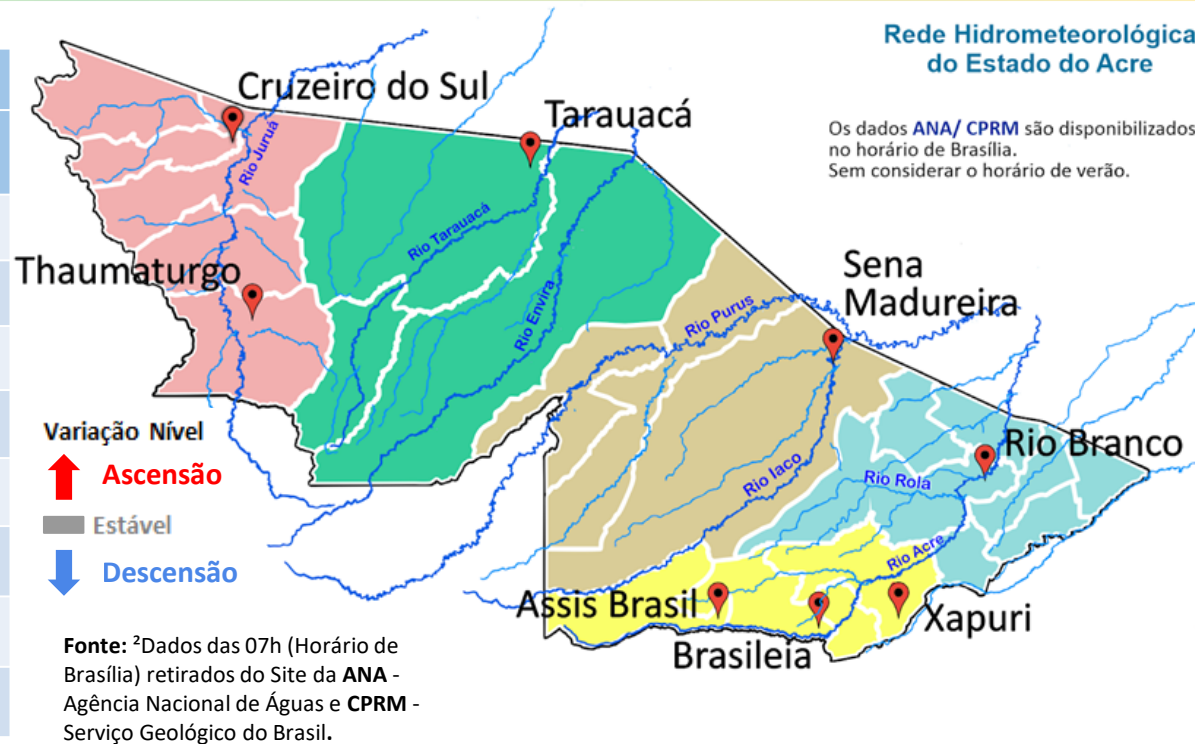 Rede Hidrometeorológica
do Estado do Acre
Os dados ANA/ CPRM são disponibilizados
no horário de Brasília.
Sem considerar o horário de verão.
Cruzeiro do Sul
Tarauacá
Rio Juruá
Rio Tarauacá
Thaumaturgo
Rio Envira
Sena
Madureira
Rio Purus
Variação Nível
Ascensão
Estável
Descensão
Rio Branco
Rio Iaco
Rio Rola
Rio Acre
Assis Brasil
Xapuri
Brasileia
Fonte: ²Dados das 07h (Horário de
Brasília) retirados do Site da ANA -
Agência Nacional de Águas e CPRM -
Serviço Geológico do Brasil.